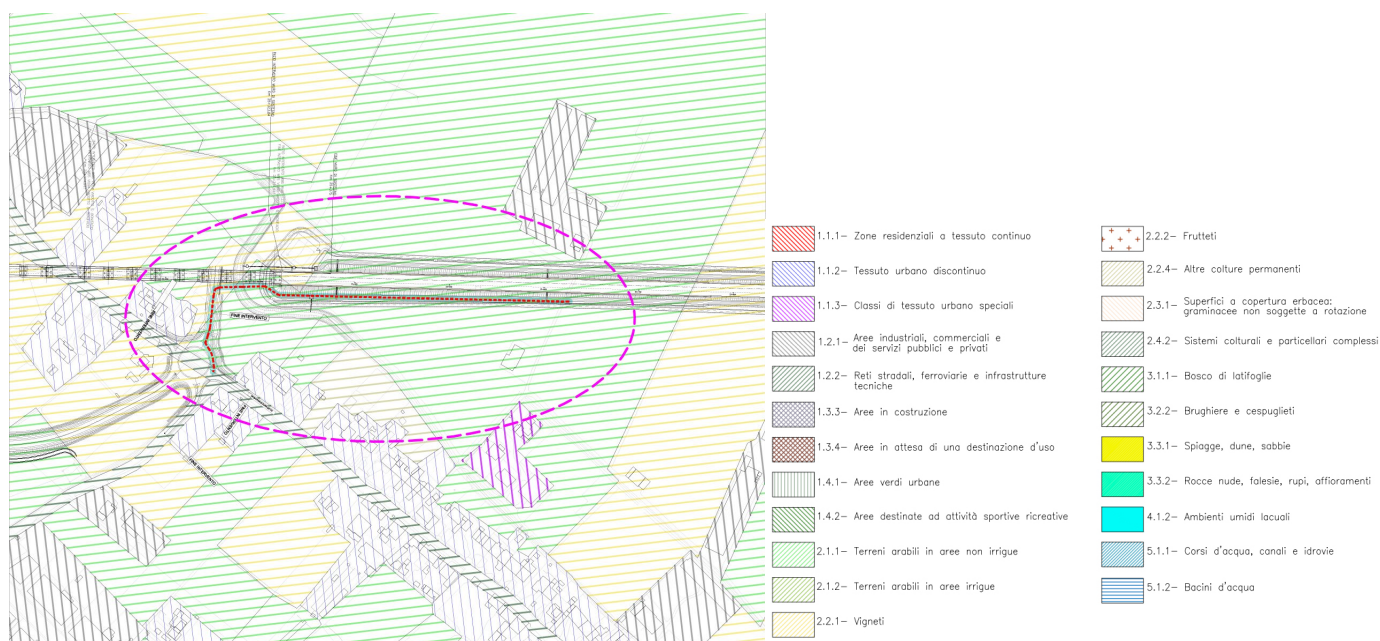 FINE INTERVENTO
FINE INTERVENTO
1.1.1– Zone residenziali a tessuto continuo
1.1.2– Tessuto urbano discontinuo
1.1.3– Classi di tessuto urbano speciali
1.2.1– Aree industriali, commerciali e
dei servizi pubblici e privati
1.2.2– Reti stradali, ferroviarie e infrastrutture
tecniche
1.3.3– Aree in costruzione
1.3.4– Aree in attesa di una destinazione d'uso
1.4.1– Aree verdi urbane
1.4.2– Aree destinate ad attività sportive ricreative
2.1.1– Terreni arabili in aree non irrigue
2.1.2– Terreni arabili in aree irrigue
2.2.1– Vigneti
2.2.2– Frutteti
2.2.4– Altre colture permanenti
2.3.1– Superfici a copertura erbacea:
graminacee non soggette a rotazione
2.4.2– Sistemi colturali e particellari complessi
3.1.1– Bosco di latifoglie
3.2.2– Brughiere e cespuglieti
3.3.1– Spiagge, dune, sabbie
3.3.2– Rocce nude, falesie, rupi, affioramenti
4.1.2– Ambienti umidi lacuali
5.1.1– Corsi d'acqua, canali e idrovie
5.1.2– Bacini d'acqua